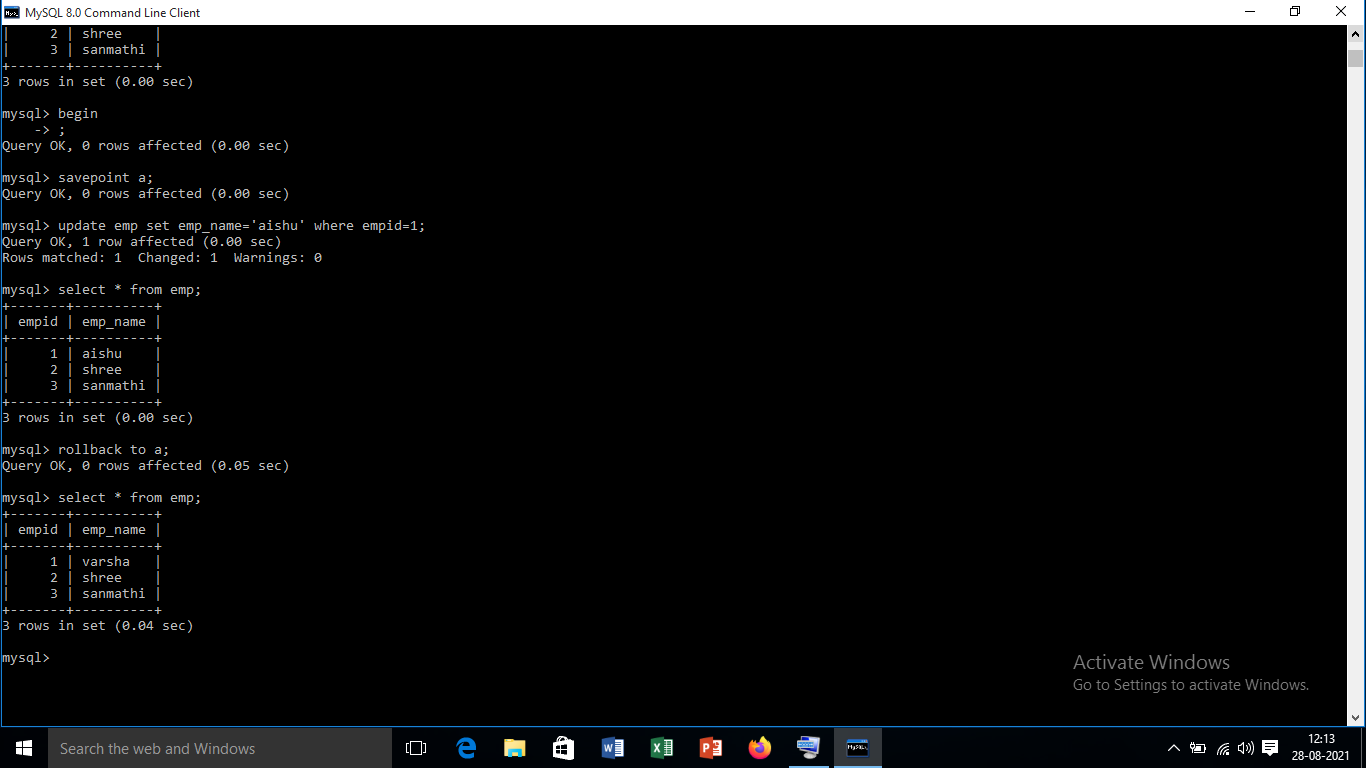 MySQL 8.0 Command Line Client
|     2 | shree    |
|     3 | sanmathi |
+-------+----------+
3 rows in set (0.00 sec)
mysql> begin
    -> ;
Query OK, 0 rows affected (0.00 sec)
mysql> savepoint a;
Query OK, 0 rows affected (0.00 sec)
mysql> update emp set emp_name='aishu' where empid=1;
Query OK, 1 row affected (0.00 sec)
Rows matched: 1  Changed: 1  Warnings: 0
mysql> select * from emp;
+-------+----------+
| empid | emp_name |
+-------+----------+
|     1 | aishu    |
|     2 | shree    |
|     3 | sanmathi |
+-------+----------+
3 rows in set (0.00 sec)
mysql> rollback to a;
Query OK, 0 rows affected (0.05 sec)
mysql> select * from emp;
+-------+----------+
| empid | emp_name |
+-------+----------+
|     1 | varsha   |
|     2 | shree    |
|     3 | sanmathi |
+-------+----------+
3 rows in set (0.04 sec)
mysql>
Activate Windows
Go to Settings to activate Windows.
Search the web and Windows
12:13
28-08-2021